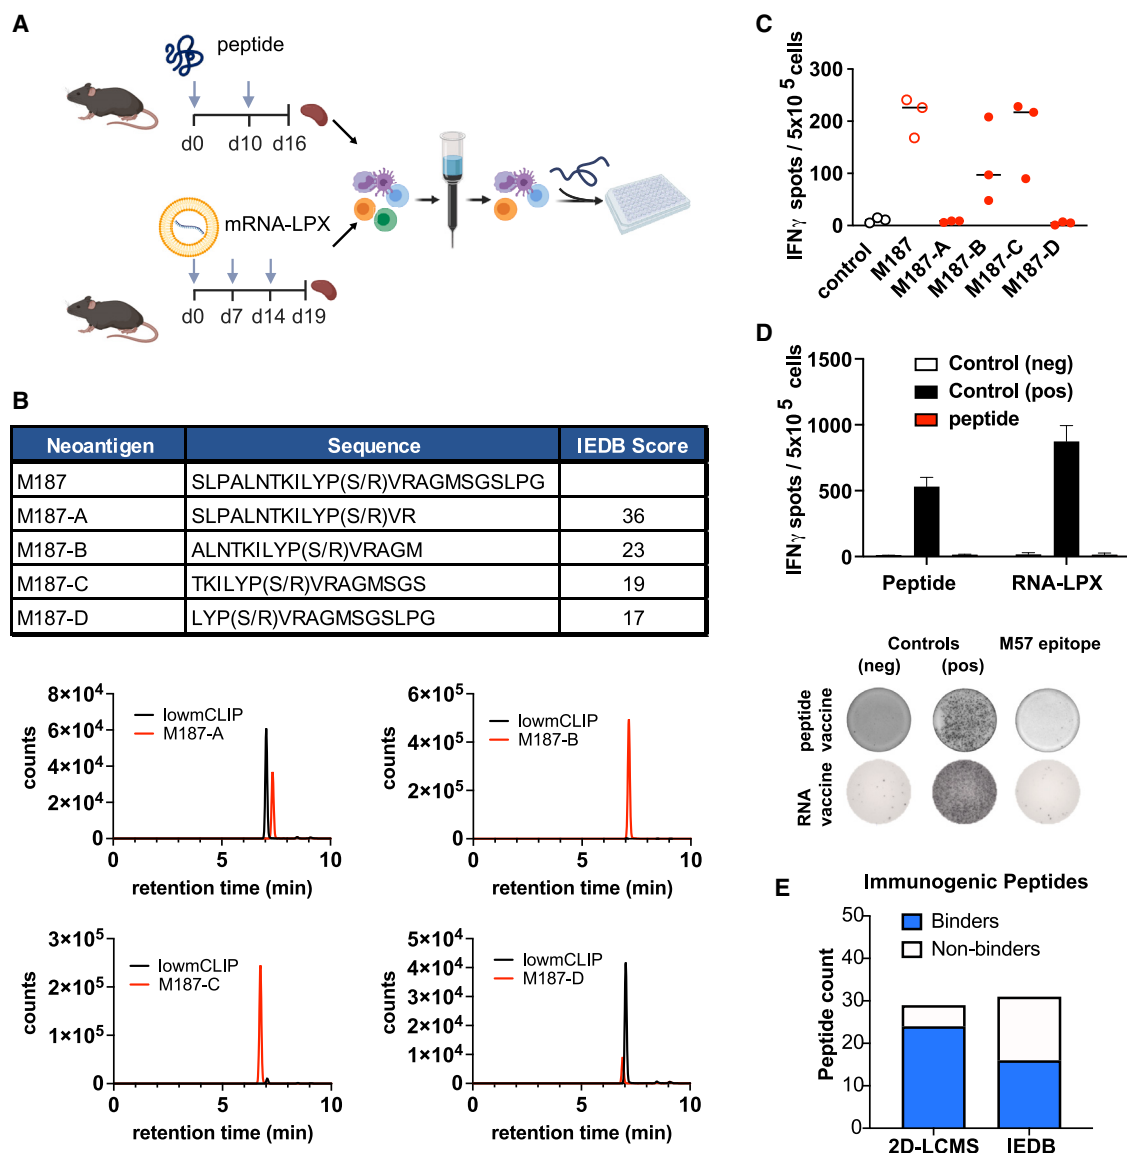 A
peptide
d0 d10 d16
mRNA-LPX
d0 d7 d14 d19
B
Neoantigen Sequence IEDB Score
M187 SLPALNTKILYP(S/R)VRAGMSGSLPG
M187-A SLPALNTKILYP(S/R)VR 36
M187-B ALNTKILYP(S/R)VRAGM 23
M187-C TKILYP(S/R)VRAGMSGS 19
M187-D LYP(S/R)VRAGMSGSLPG 17
8×10⁴
6×10⁴
4×10⁴
2×10⁴
0
counts
lowmCLIP
M187-A
0 5 10
retention time (min)
6×10⁵
4×10⁵
2×10⁵
0
counts
lowmCLIP
M187-B
0 5 10
retention time (min)
3×10⁵
2×10⁵
1×10⁵
0
counts
lowmCLIP
M187-C
0 5 10
retention time (min)
5×10⁴
4×10⁴
3×10⁴
2×10⁴
1×10⁴
0
counts
lowmCLIP
M187-D
0 5 10
retention time (min)
C
IFNγ spots / 5x10⁵ cells
300
200
100
0
control M187 M187-A M187-B M187-C M187-D
D
IFNγ spots / 5x10⁵ cells
1500
1000
500
0
Control (neg)
Control (pos)
peptide
Peptide RNA-LPX
Controls M57 epitope
(neg) (pos)
peptide
vaccine
RNA
vaccine
E
Immunogenic Peptides
Peptide count
50
40
30
20
10
0
Binders
Non-binders
2D-LCMS IEDB